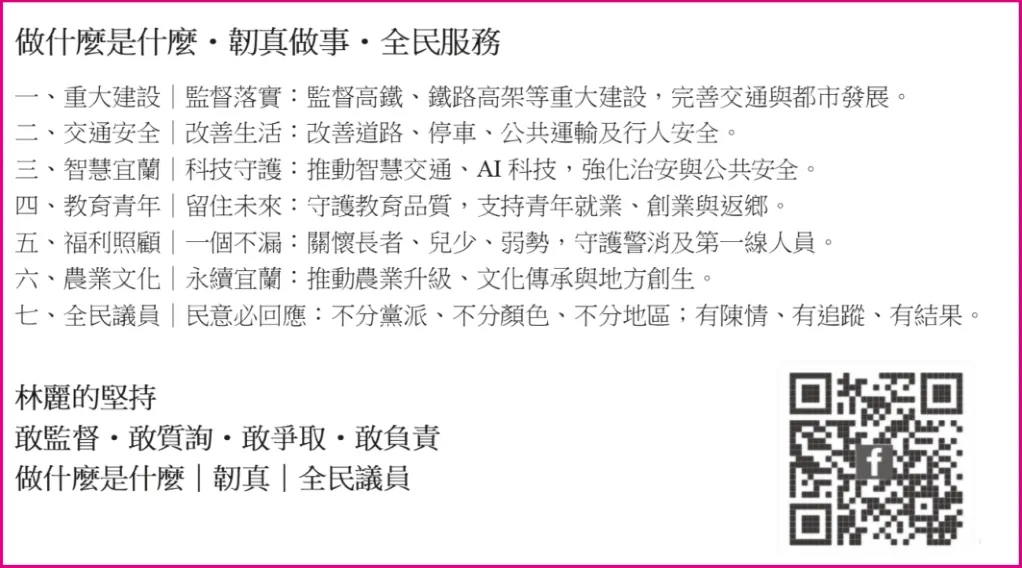 做什麼是什麼・韌真做事・全民服務
一、重大建設｜監督落實：監督高鐵、鐵路高架等重大建設，完善交通與都市發展。
二、交通安全｜改善生活：改善道路、停車、公共運輸及行人安全。
三、智慧宜蘭｜科技守護：推動智慧交通、AI 科技，強化治安與公共安全。
四、教育青年｜留住未來：守護教育品質，支持青年就業、創業與返鄉。
五、福利照顧｜一個不漏：關懷長者、兒少、弱勢，守護警消及第一線人員。
六、農業文化｜永續宜蘭：推動農業升級、文化傳承與地方創生。
七、全民議員｜民意必回應：不分黨派、不分顏色、不分地區；有陳情、有追蹤、有結果。
林麗的堅持
敢監督・敢質詢・敢爭取・敢負責
做什麼是什麼｜韌真｜全民議員
f